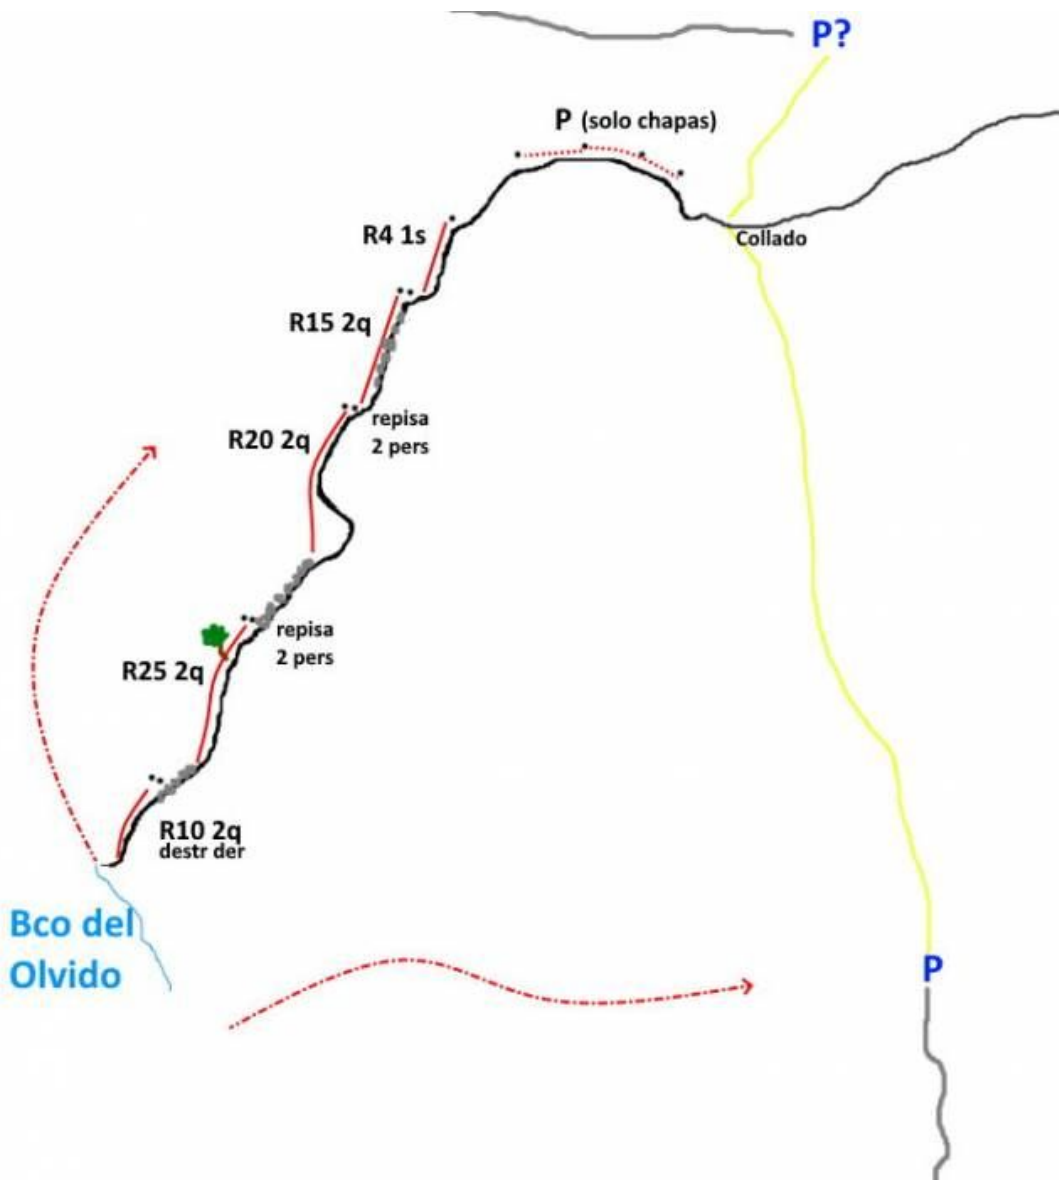 P?
P (solo chapas)
R4 1s
Collado
R15 2q
repisa
2 pers
R20 2q
repisa
2 pers
R25 2q
R10 2q
destr der
Bco del
Olvido
P